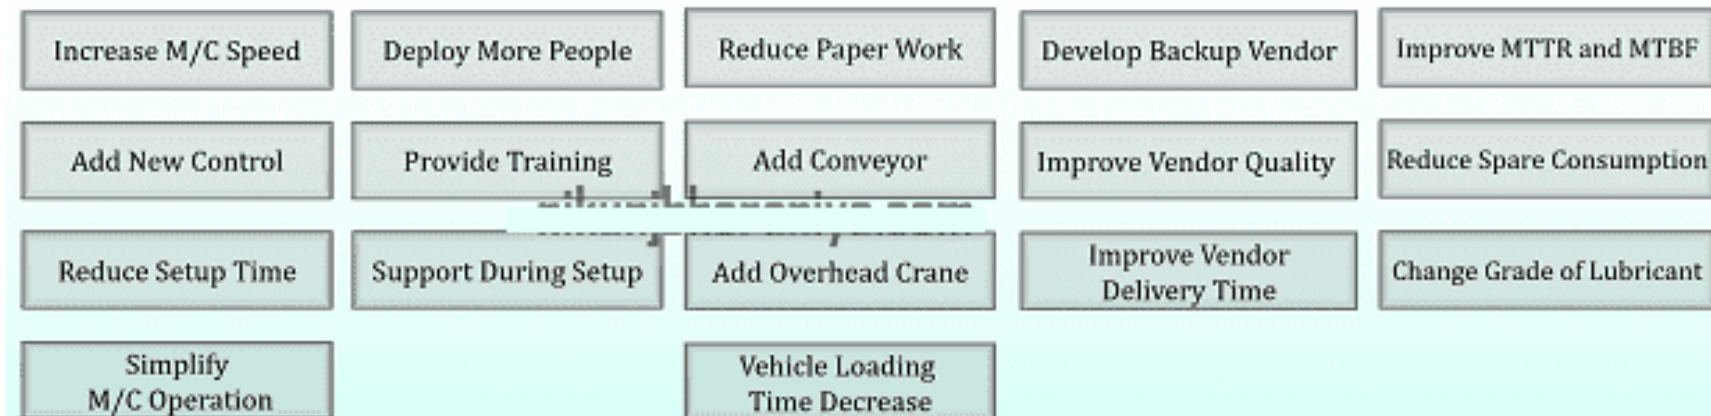 Increase M/C Speed
Deploy More People
Reduce Paper Work
Develop Backup Vendor
Improve MTTR and MTBF
Add New Control
Provide Training
Add Conveyor
Improve Vendor Quality
Reduce Spare Consumption
Reduce Setup Time
Support During Setup
Add Overhead Crane
Improve Vendor
Delivery Time
Change Grade of Lubricant
Simplify
M/C Operation
Vehicle Loading
Time Decrease